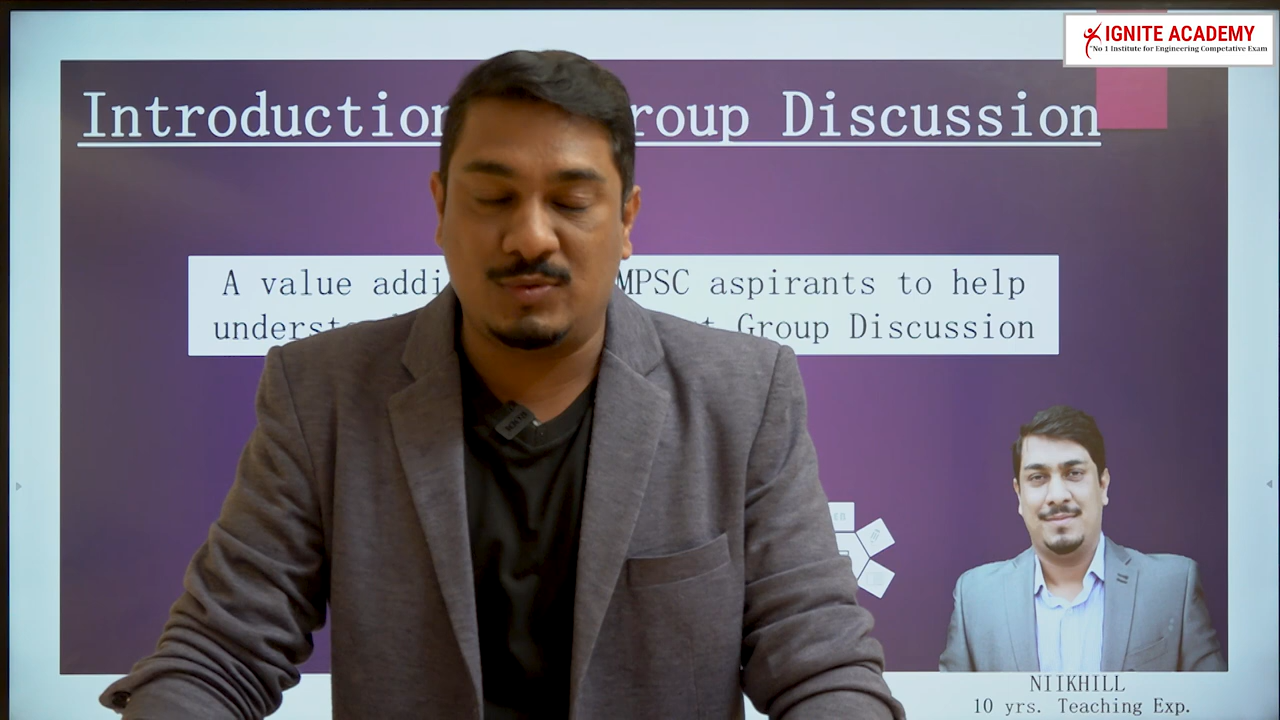 IGNITE ACADEMY
"No 1 Institute for Engineering Competative Exam
Introduction roup Discussion
A value addi MPSC aspirants to help
underst t Group Discussion
NIIKHILL
10 yrs. Teaching Exp.